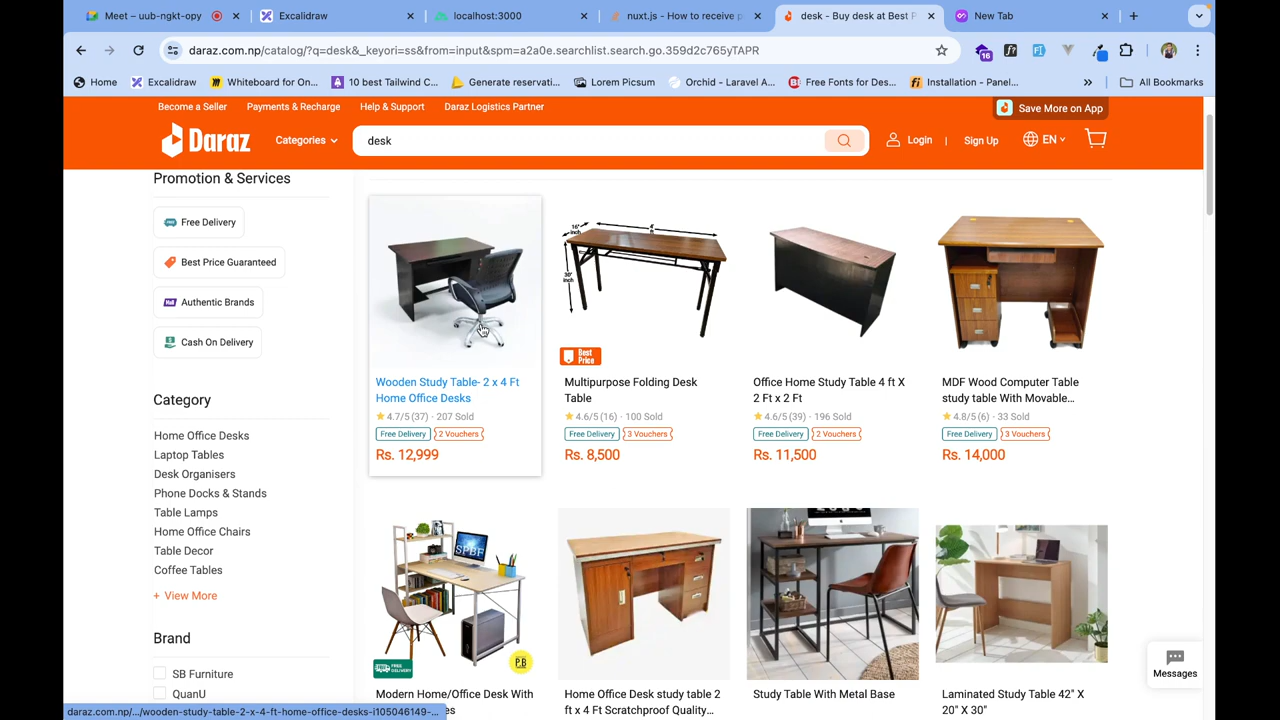 Meet – uub-ngkt-opy
Excalidraw
localhost:3000
nuxt.js - How to receive p
desk - Buy desk at Best P
New Tab
daraz.com.np/catalog/?q=desk&_keyori=ss&from=input&spm=a2a0e.searchlist.search.go.359d2c765yTAPR
16
Home
Excalidraw
Whiteboard for On...
10 best Tailwind C...
Generate reservati...
Lorem Picsum
Orchid - Laravel A...
Free Fonts for Des...
Installation - Panel...
»
All Bookmarks
Become a Seller
Payments & Recharge
Help & Support
Daraz Logistics Partner
Save More on App
Daraz
Categories
desk
Login
Sign Up
EN
Promotion & Services
Free Delivery
Best Price Guaranteed
Authentic Brands
Cash On Delivery
Category
Home Office Desks
Laptop Tables
Desk Organisers
Phone Docks & Stands
Table Lamps
Home Office Chairs
Table Decor
Coffee Tables
+ View More
Brand
SB Furniture
QuanU
Wooden Study Table- 2 x 4 Ft
Home Office Desks
4.7/5 (37) · 207 Sold
Free Delivery
2 Vouchers
Rs. 12,999
Best
Price
Multipurpose Folding Desk
Table
4.6/5 (16) · 100 Sold
Free Delivery
3 Vouchers
Rs. 8,500
Office Home Study Table 4 ft X
2 Ft x 2 Ft
4.6/5 (39) · 196 Sold
Free Delivery
2 Vouchers
Rs. 11,500
MDF Wood Computer Table
study table With Movable...
4.8/5 (6) · 33 Sold
Free Delivery
3 Vouchers
Rs. 14,000
SPBF
FREE
DELIVERY
P.B
Modern Home/Office Desk With
Home Office Desk study table 2
ft x 4 Ft Scratchproof Quality...
Study Table With Metal Base
Laminated Study Table 42" X
20" X 30"
Messages
daraz.com.np/.../wooden-study-table-2-x-4-ft-home-office-desks-i105046149-...